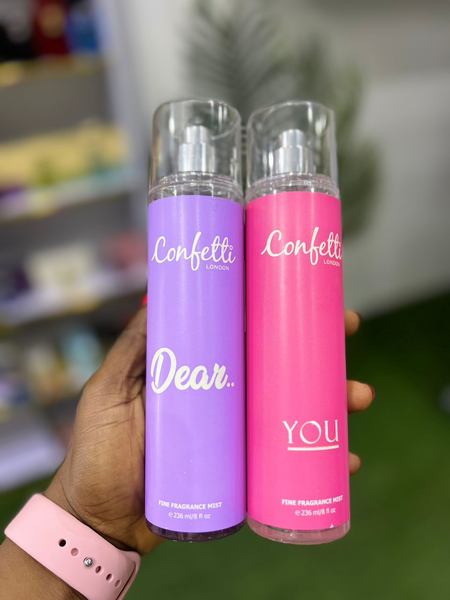 Confetti
LONDON
Dear..
FINE FRAGRANCE MIST
e 236 ml/8 fl oz
Confetti
LONDON
YOU
FINE FRAGRANCE MIST
e 236 ml/8 fl oz